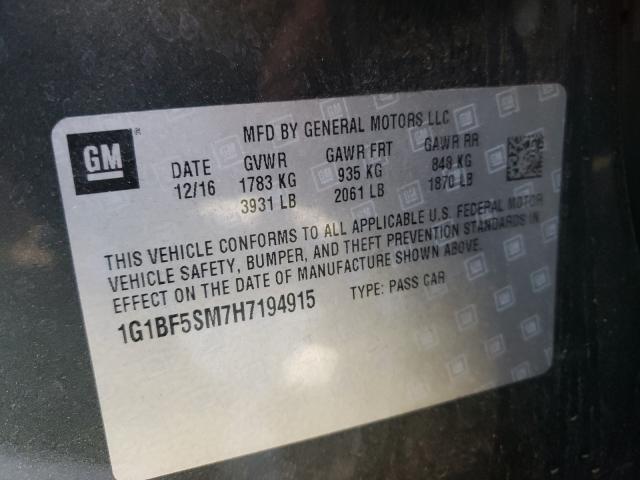 GM
MFD BY GENERAL MOTORS LLC
DATE GVWR GAWR FRT GAWR RR
12/16 1783 KG 935 KG 848 KG
3931 LB 2061 LB 1870 LB
THIS VEHICLE CONFORMS TO ALL APPLICABLE U.S. FEDERAL MOTOR
VEHICLE SAFETY, BUMPER, AND THEFT PREVENTION STANDARDS IN
EFFECT ON THE DATE OF MANUFACTURE SHOWN ABOVE.
1G1BF5SM7H7194915 TYPE: PASS CAR